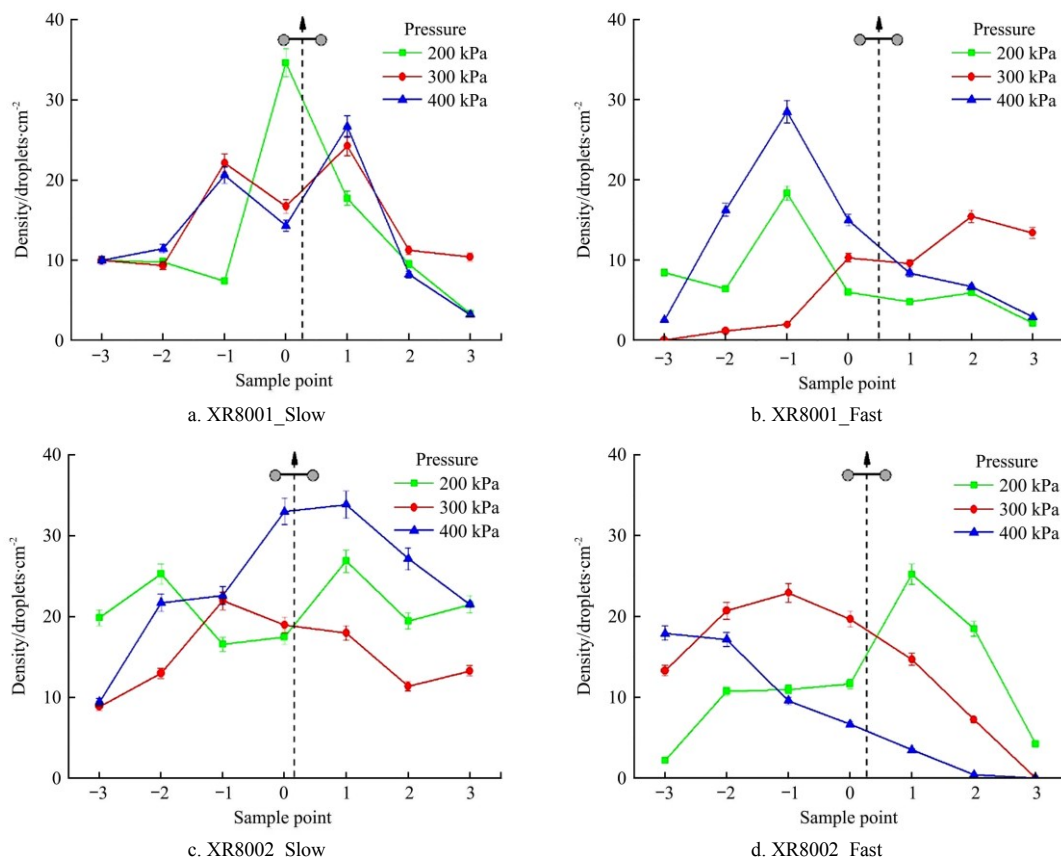 40
30
20
10
0
Density/droplets·cm⁻²
Pressure
200 kPa
300 kPa
400 kPa
−3 −2 −1 0 1 2 3
Sample point
a. XR8001_Slow
40
30
20
10
0
Density/droplets·cm⁻²
Pressure
200 kPa
300 kPa
400 kPa
−3 −2 −1 0 1 2 3
Sample point
b. XR8001_Fast
40
30
20
10
0
Density/droplets·cm⁻²
Pressure
200 kPa
300 kPa
400 kPa
−3 −2 −1 0 1 2 3
Sample point
c. XR8002_Slow
40
30
20
10
0
Density/droplets·cm⁻²
Pressure
200 kPa
300 kPa
400 kPa
−3 −2 −1 0 1 2 3
Sample point
d. XR8002_Fast